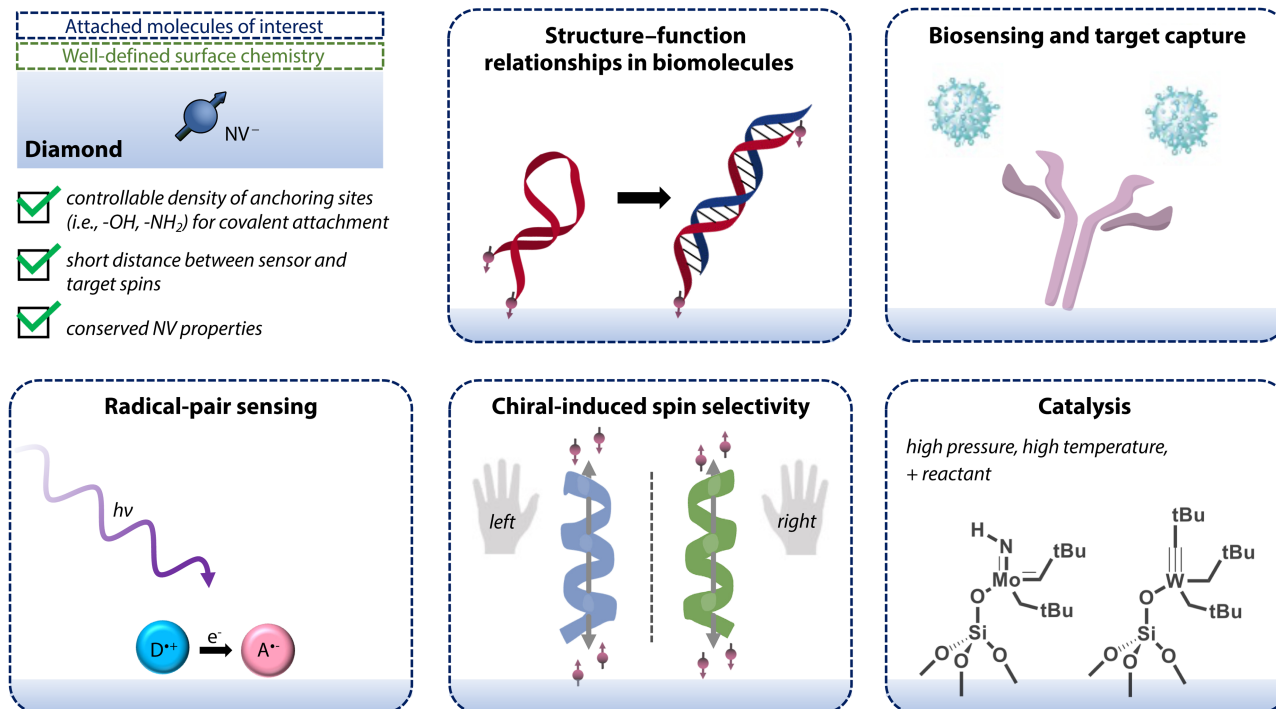 Attached molecules of interest
Well-defined surface chemistry
NV⁻
Diamond
controllable density of anchoring sites
(i.e., -OH, -NH₂) for covalent attachment
short distance between sensor and
target spins
conserved NV properties
Structure–function
relationships in biomolecules
Biosensing and target capture
Radical-pair sensing
hν
D•+
e-
A•-
Chiral-induced spin selectivity
left
right
Catalysis
high pressure, high temperature,
+ reactant
H
N
tBu
Mo
O
tBu
Si
O
O
O
tBu
tBu
W
O
tBu
Si
O
O
O